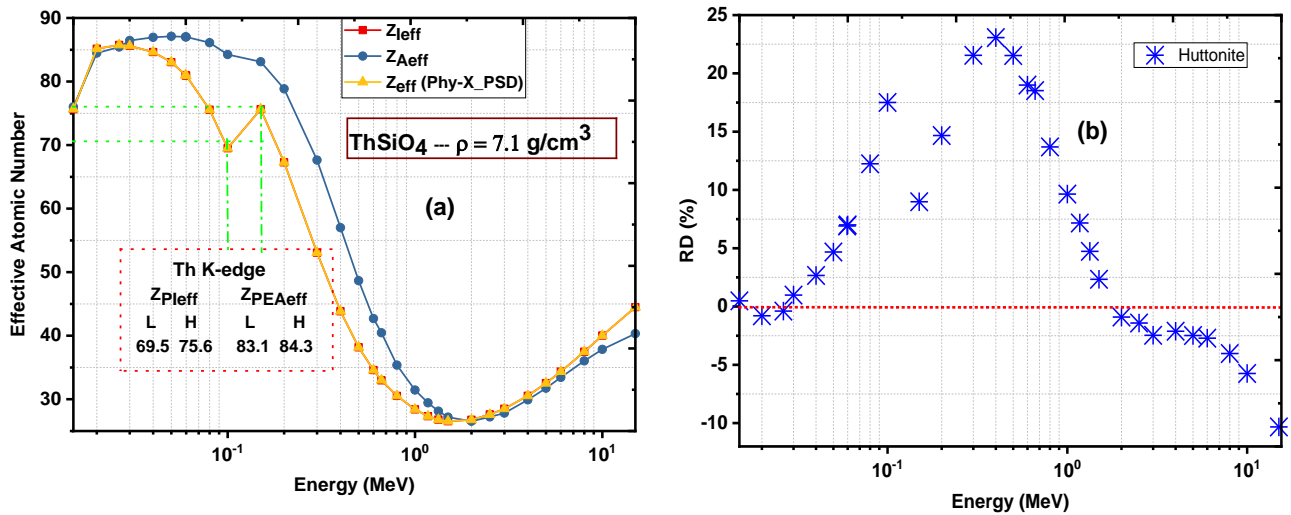 90
80
70
60
50
40
30
Effective Atomic Number
Z_Ieff
Z_Aeff
Z_eff (Phy-X_PSD)
ThSiO4 --- ρ = 7.1 g/cm^3
(a)
Th K-edge
Z_PIeff Z_PEAeff
L H L H
69.5 75.6 83.1 84.3
10^-1 10^0 10^1
Energy (MeV)
25
20
15
10
5
0
-5
-10
RD (%)
Huttonite
(b)
10^-1 10^0 10^1
Energy (MeV)